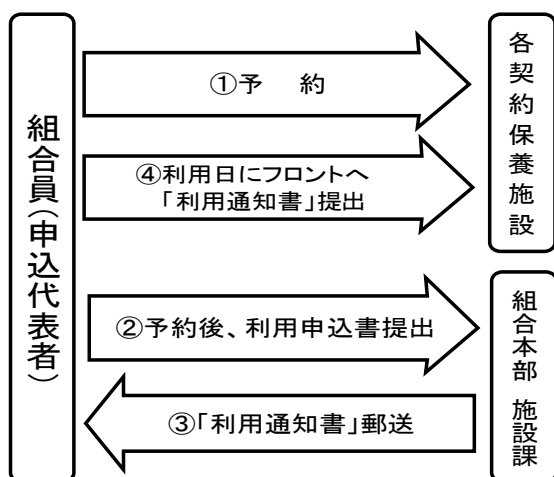 組合員(申込代表者)
①予　約
④利用日にフロントへ
「利用通知書」提出
②予約後、利用申込書提出
③「利用通知書」郵送
各契約保養施設
組合本部 施設課